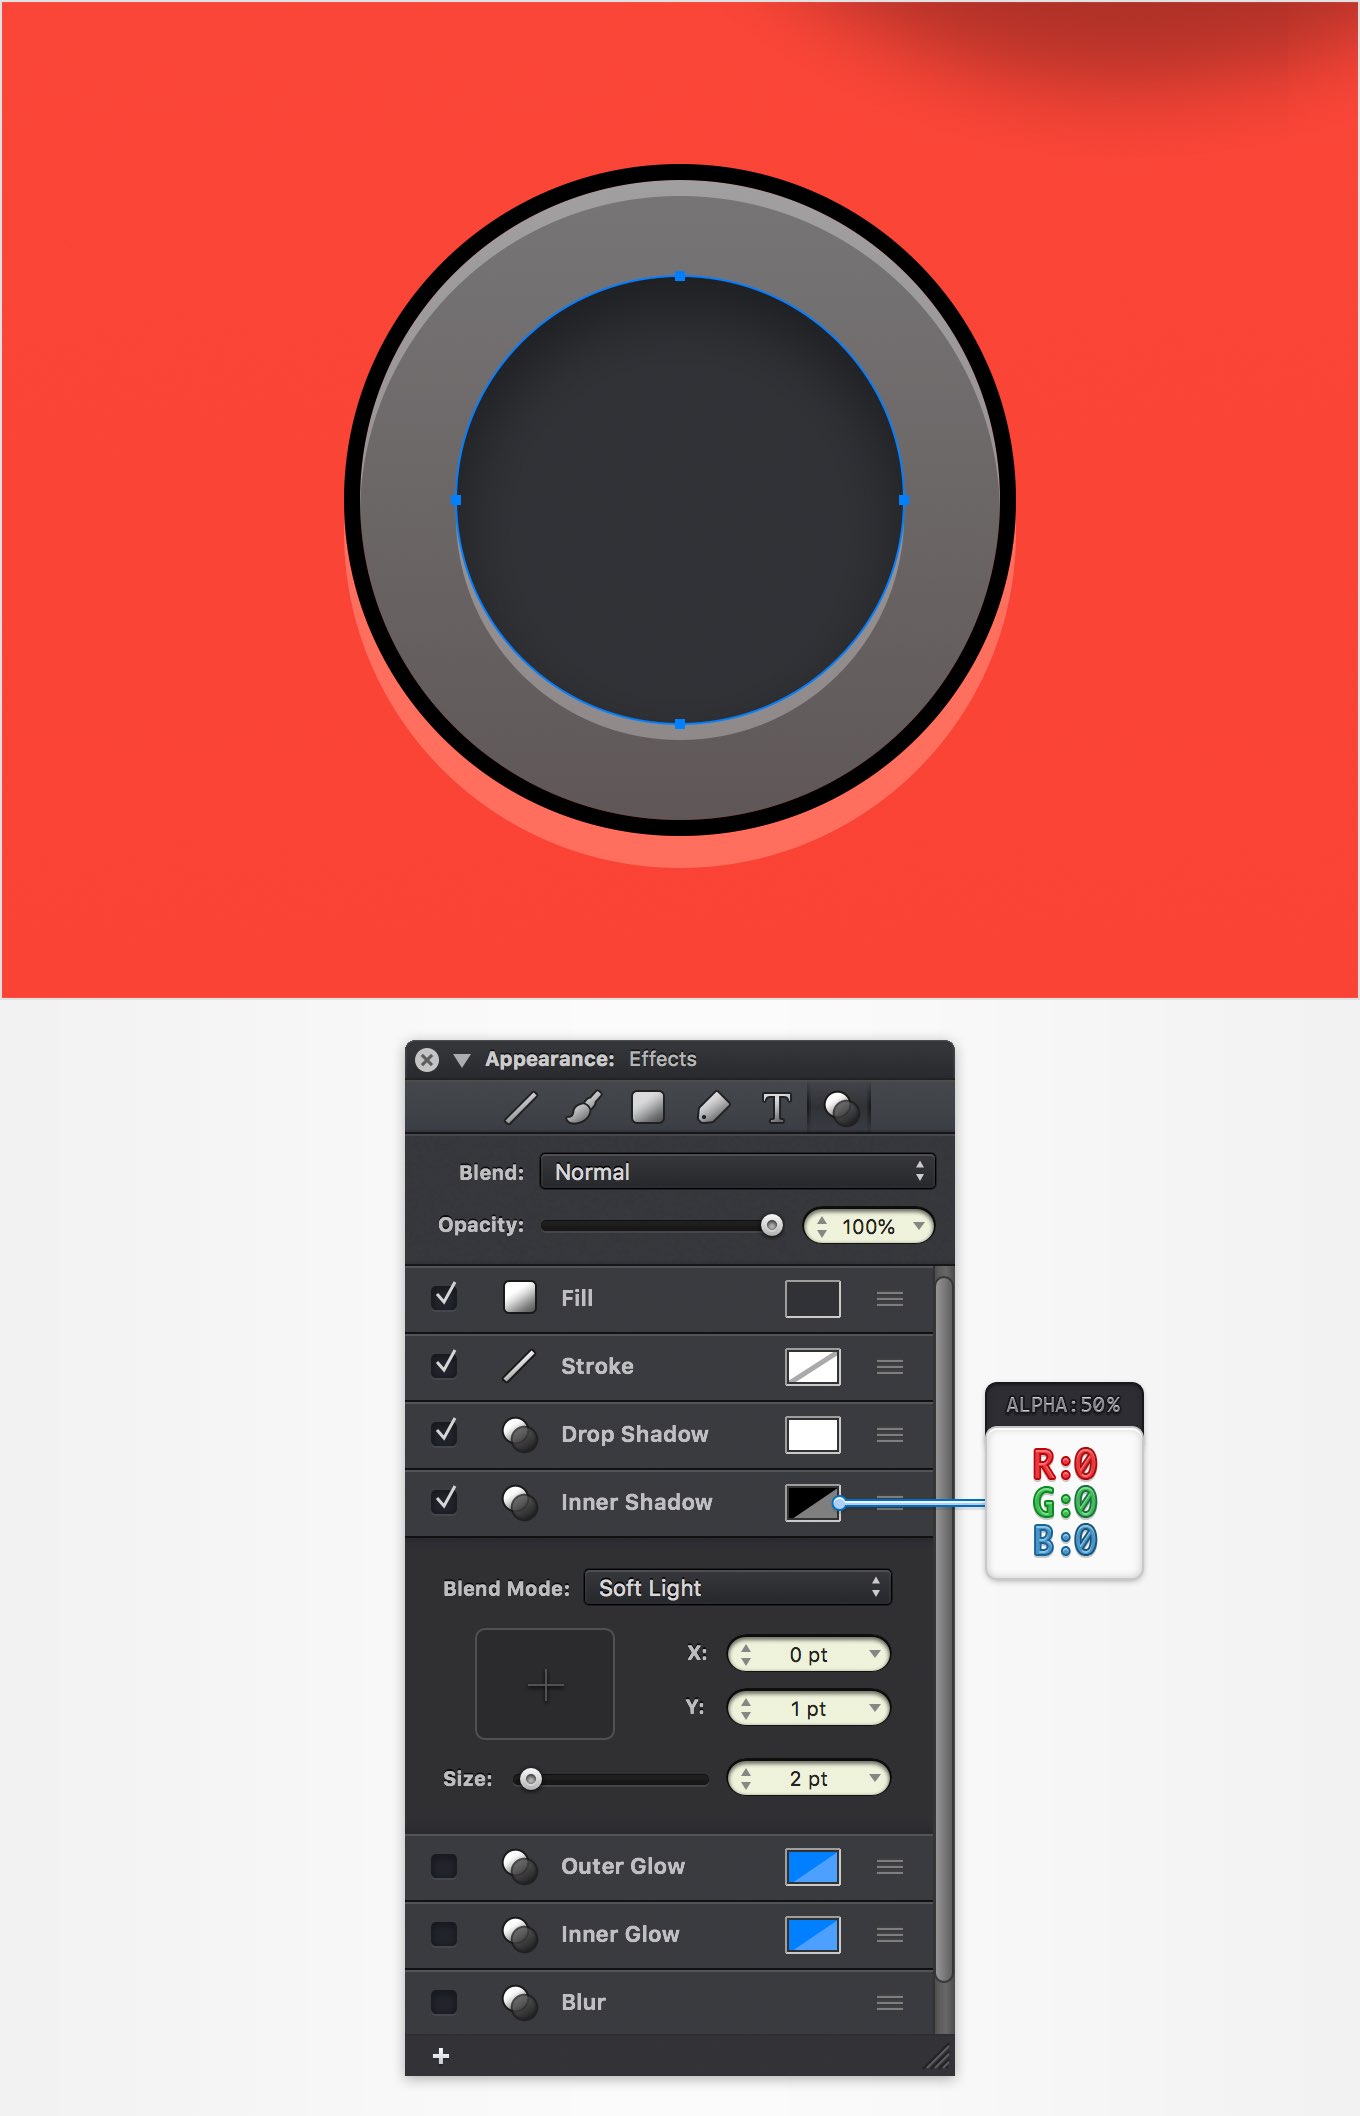 Appearance: Effects
T
Blend: Normal
Opacity: 100%
Fill
Stroke
Drop Shadow
Inner Shadow
ALPHA:50%
R:0
G:0
B:0
Blend Mode: Soft Light
X: 0 pt
Y: 1 pt
Size: 2 pt
Outer Glow
Inner Glow
Blur
+